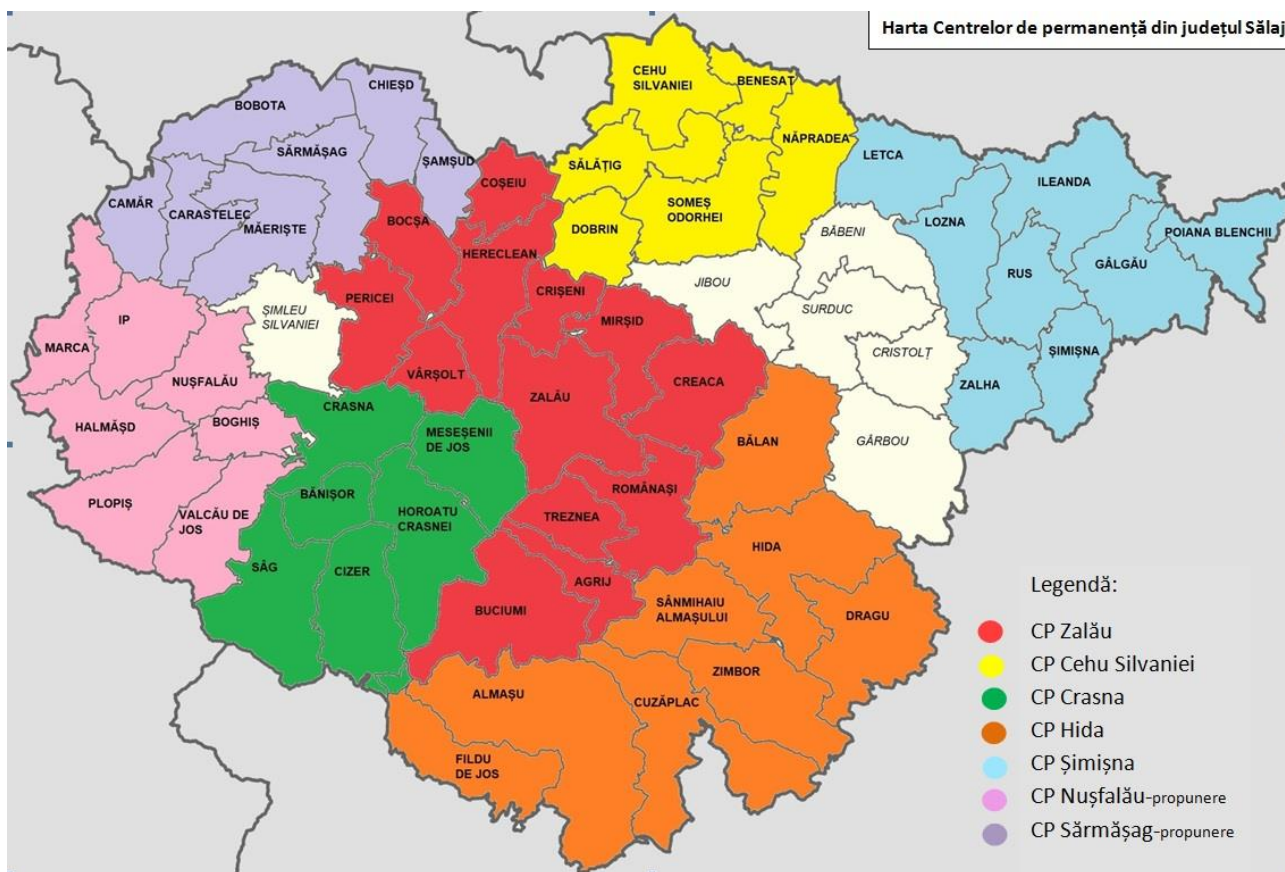 Harta Centrelor de permanență din județul Sălaj
CEHU
SILVANIEI
BENESAT
CHIEȘD
BOBOTA
NĂPRADEA
SĂRMĂȘAG
LETCA
SĂLĂȚIG
ȘAMȘUD
COȘEIU
ILEANDA
CAMĂR
CARASTELEC
SOMEȘ
ODORHEI
LOZNA
BOCȘA
MĂERIȘTE
DOBRIN
BĂBENI
POIANA BLENCHII
HERECLEAN
GÂLGĂU
RUS
JIBOU
CRIȘENI
PERICEI
ȘIMLEU
SILVANIEI
SURDUC
IP
MIRȘID
MARCA
CRISTOLȚ
ȘIMIȘNA
VÂRȘOLT
CREACA
NUȘFALĂU
ZALHA
ZALĂU
CRASNA
BOGHIȘ
HALMĂȘD
MESEȘENII
DE JOS
BĂLAN
GÂRBOU
ROMÂNAȘI
BĂNIȘOR
PLOPIȘ
HOROATU
CRASNEI
VALCĂU DE
JOS
TREZNEA
HIDA
SĂG
CIZER
AGRIJ
BUCIUMI
SÂNMIHAIU
ALMAȘULUI
DRAGU
ZIMBOR
ALMAȘU
CUZĂPLAC
FILDU
DE JOS
Legendă:
CP Zalău
CP Cehu Silvaniei
CP Crasna
CP Hida
CP Șimișna
CP Nușfalău-propunere
CP Sărmășag-propunere